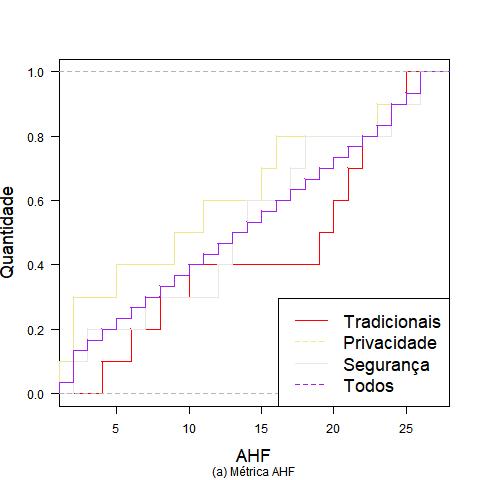 1.0
0.8
0.6
0.4
0.2
0.0
Quantidade
Tradicionais
Privacidade
Segurança
Todos
5 10 15 20 25
AHF
(a) Métrica AHF